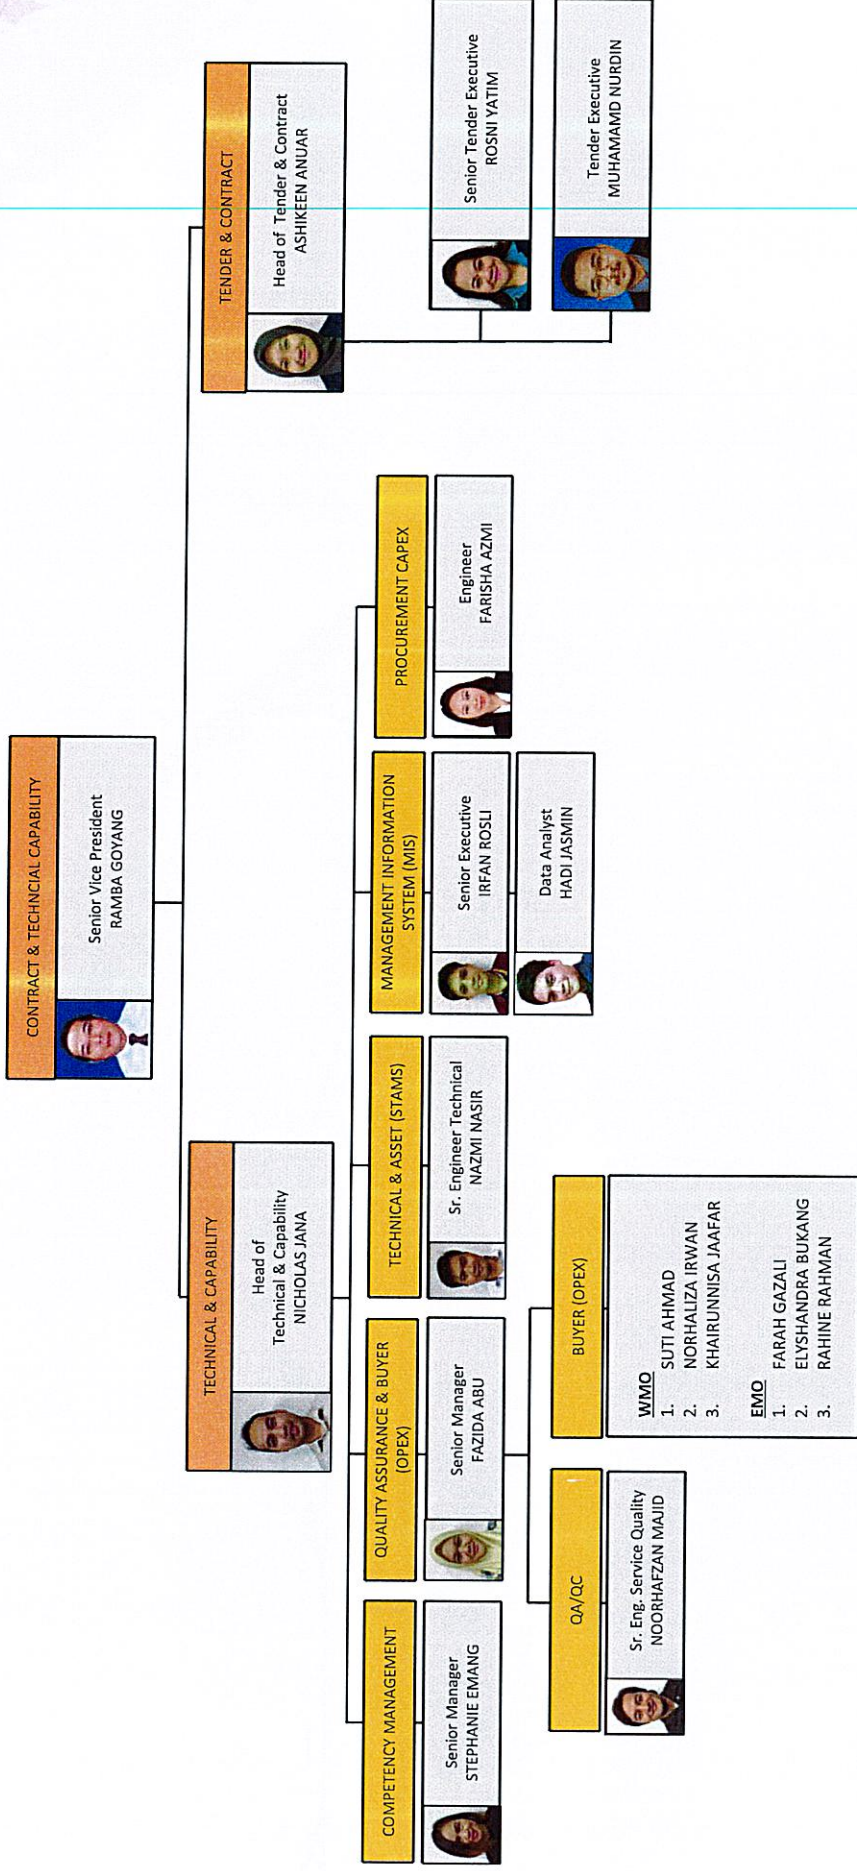 CONTRACT & TECHNCIAL CAPABILITY
Senior Vice President
RAMBA GOYANG
TECHNICAL & CAPABILITY
Head of
Technical & Capability
NICHOLAS JANA
TENDER & CONTRACT
Head of Tender & Contract
ASHIKEEN ANUAR
COMPETENCY MANAGEMENT
Senior Manager
STEPHANIE EMANG
QUALITY ASSURANCE & BUYER
(OPEX)
Senior Manager
FAZIDA ABU
TECHNICAL & ASSET (STAMS)
Sr. Engineer Technical
NAZMI NASIR
MANAGEMENT INFORMATION
SYSTEM (MIS)
Senior Executive
IRFAN ROSLI
Data Analyst
HADI JASMIN
PROCUREMENT CAPEX
Engineer
FARISHA AZMI
Senior Tender Executive
ROSNI YATIM
Tender Executive
MUHAMAMD NURDIN
QA/QC
Sr. Eng. Service Quality
NOORHAFZAN MAJID
BUYER (OPEX)
WMO
1. SUTI AHMAD
2. NORHALIZA IRWAN
3. KHAIRUNNISA JAAFAR
EMO
1. FARAH GAZALI
2. ELYSHANDRA BUKANG
3. RAHINE RAHMAN